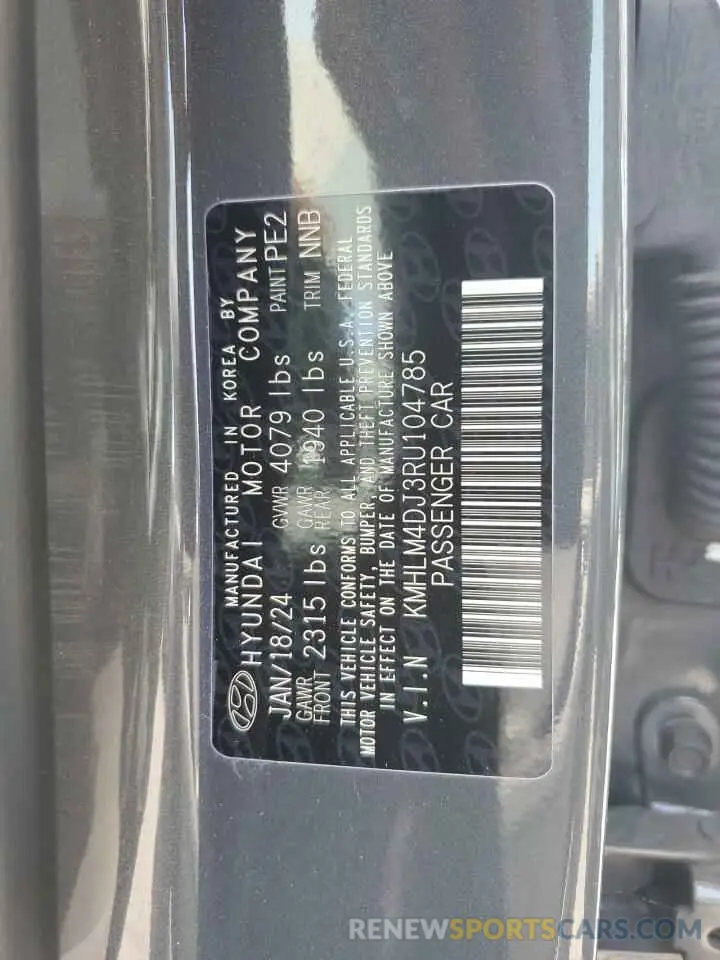 MANUFACTURED IN KOREA BY
HYUNDAI MOTOR COMPANY
JAN/18/24 GVWR 4079 lbs PAINT PE2
GAWR FRONT 2315 lbs GAWR REAR 1940 lbs TRIM NNB
THIS VEHICLE CONFORMS TO ALL APPLICABLE U.S.A. FEDERAL
MOTOR VEHICLE SAFETY, BUMPER, AND THEFT PREVENTION STANDARDS
IN EFFECT ON THE DATE OF MANUFACTURE SHOWN ABOVE
V.I.N KMHLM4DJ3RU104785
PASSENGER CAR
RENEWSPORTSCARS.COM